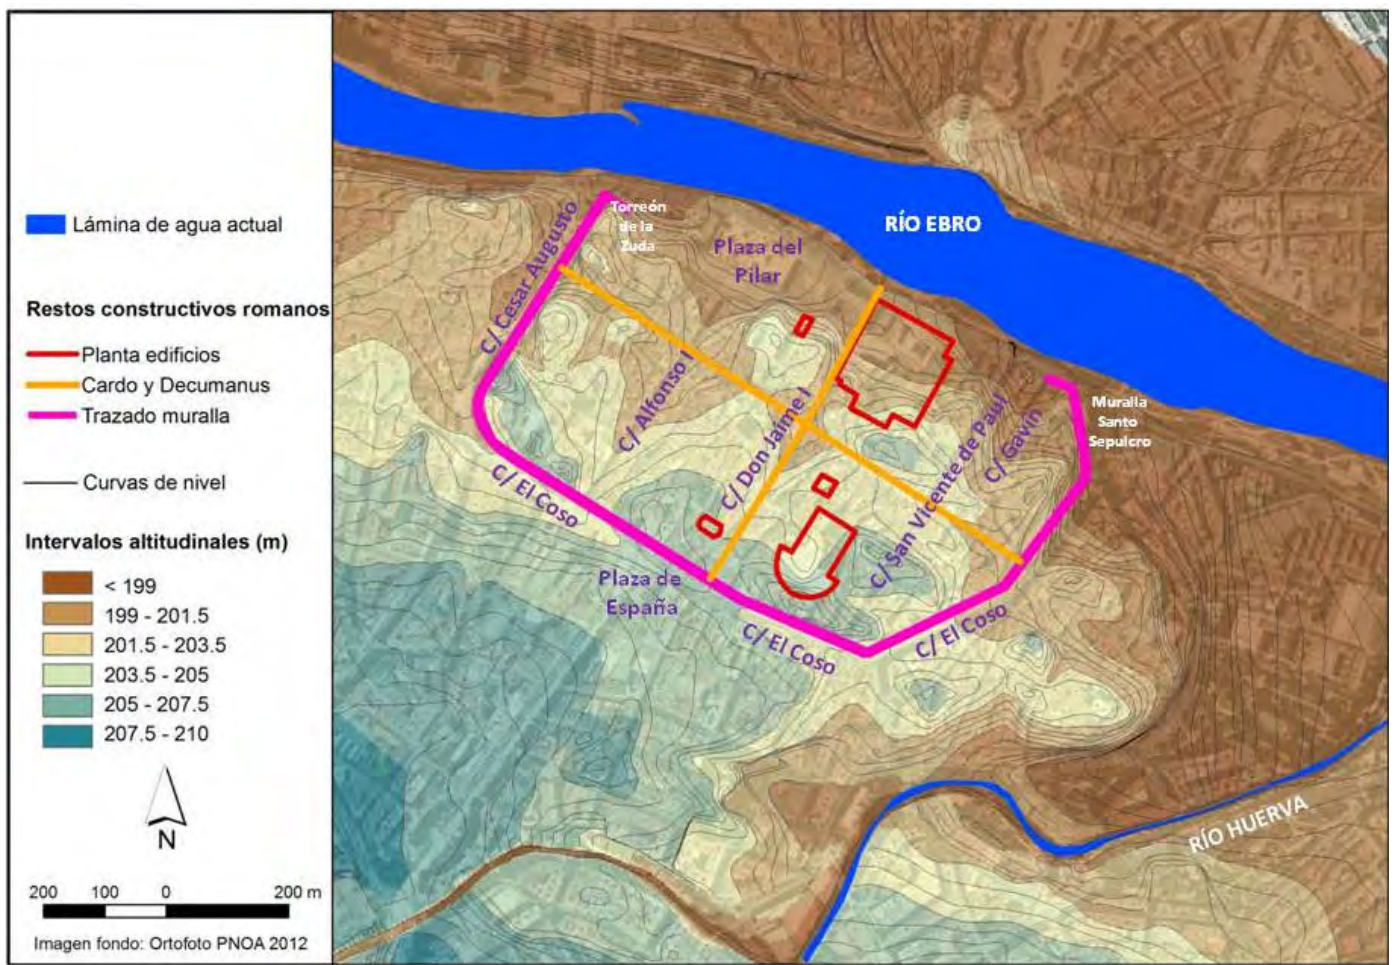 Lámina de agua actual
Restos constructivos romanos
Planta edificios
Cardo y Decumanus
Trazado muralla
Curvas de nivel
Intervalos altitudinales (m)
< 199
199 - 201.5
201.5 - 203.5
203.5 - 205
205 - 207.5
207.5 - 210
N
200 100 0 200 m
Imagen fondo: Ortofoto PNOA 2012
Torreón
de la
Zuda
C/ Cesar Augusto
Plaza del
Pilar
RÍO EBRO
C/ Alfonso I
C/ Don Jaime I
C/ San Vicente de Paul
C/ Gavín
Muralla
Santo
Sepulcro
C/ El Coso
Plaza de
España
C/ El Coso
C/ El Coso
RÍO HUERVA